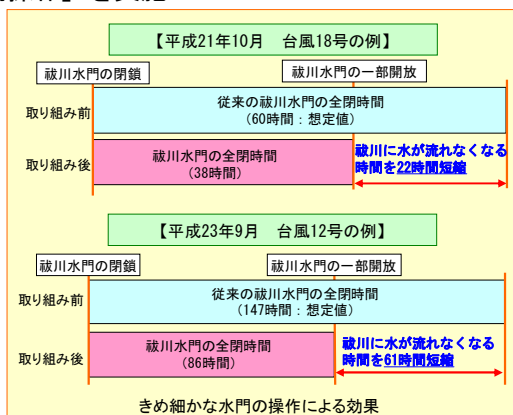 【平成21年10月　台風18号の例】
祓川水門の閉鎖
祓川水門の一部開放
取り組み前
従来の祓川水門の全閉時間
（60時間：想定値）
取り組み後
祓川水門の全閉時間
（38時間）
祓川に水が流れなくなる
時間を22時間短縮
【平成23年9月　台風12号の例】
祓川水門の閉鎖
祓川水門の一部開放
取り組み前
従来の祓川水門の全閉時間
（147時間：想定値）
取り組み後
祓川水門の全閉時間
（86時間）
祓川に水が流れなくなる
時間を61時間短縮
きめ細かな水門の操作による効果